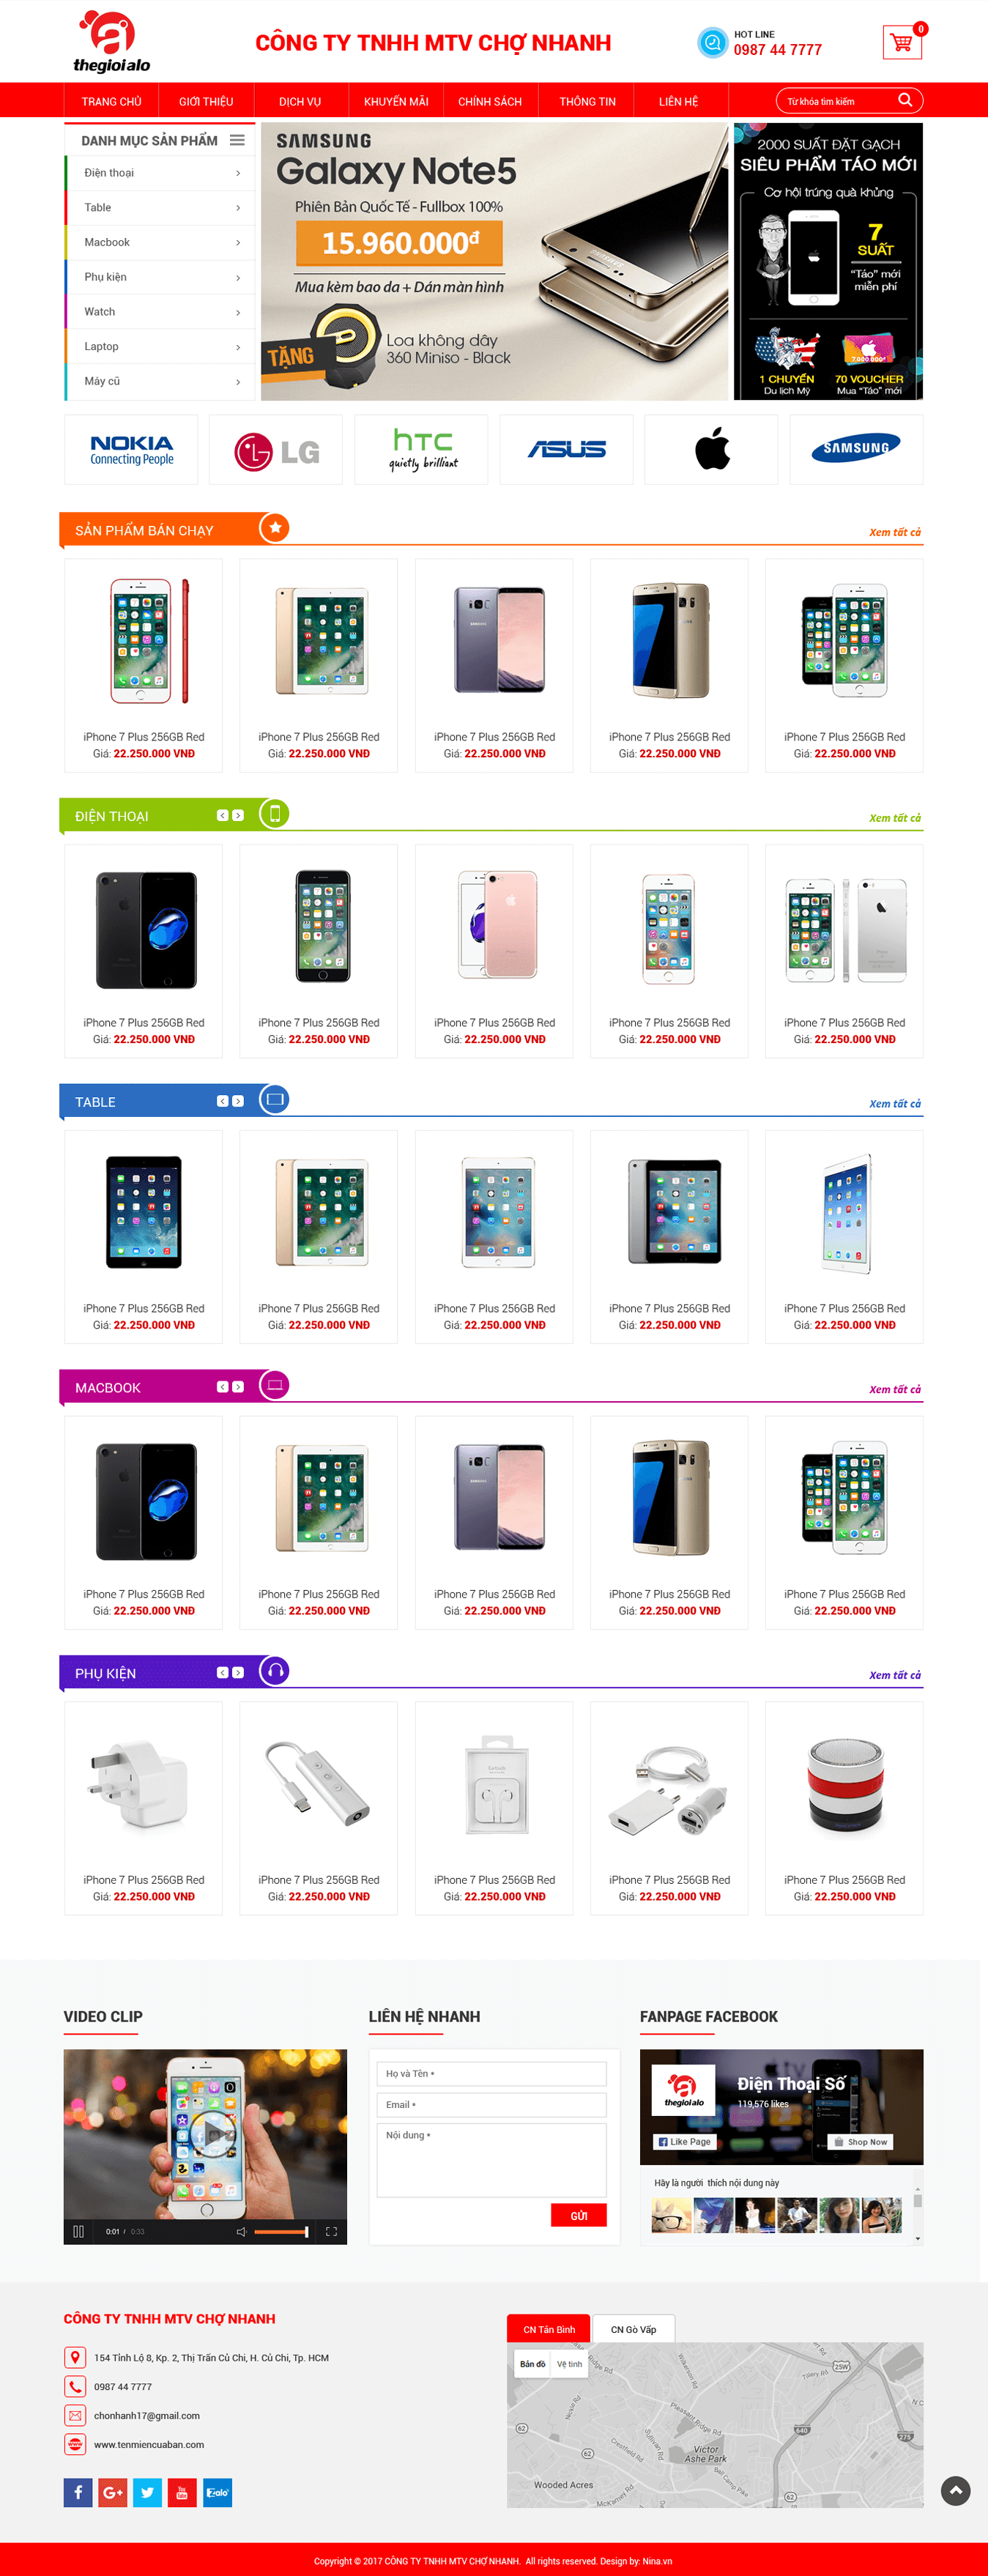 thegioialo
CÔNG TY TNHH MTV CHỢ NHANH
HOT LINE
0987 44 7777
0
TRANG CHỦ
GIỚI THIỆU
DỊCH VỤ
KHUYẾN MÃI
CHÍNH SÁCH
THÔNG TIN
LIÊN HỆ
Từ khóa tìm kiếm
DANH MỤC SẢN PHẨM
Điện thoại
Table
Macbook
Phụ kiện
Watch
Laptop
Máy cũ
SAMSUNG
Galaxy Note5
Phiên Bản Quốc Tế - Fullbox 100%
15.960.000đ
Mua kèm bao da + Dán màn hình
TẶNG
Loa không dây
360 Miniso - Black
2000 SUẤT ĐẶT GẠCH
SIÊU PHẨM TÁO MỚI
Cơ hội trúng quà khủng
7
SUẤT
"Táo" mới
miễn phí
7.000.000đ
1 CHUYẾN
Du lịch Mỹ
70 VOUCHER
Mua "Táo" mới
NOKIA
Connecting People
LG
hTC
quietly brilliant
ASUS
SAMSUNG
SẢN PHẨM BÁN CHẠY
Xem tất cả
iPhone 7 Plus 256GB Red
Giá: 22.250.000 VNĐ
iPhone 7 Plus 256GB Red
Giá: 22.250.000 VNĐ
iPhone 7 Plus 256GB Red
Giá: 22.250.000 VNĐ
iPhone 7 Plus 256GB Red
Giá: 22.250.000 VNĐ
iPhone 7 Plus 256GB Red
Giá: 22.250.000 VNĐ
ĐIỆN THOẠI
Xem tất cả
iPhone 7 Plus 256GB Red
Giá: 22.250.000 VNĐ
iPhone 7 Plus 256GB Red
Giá: 22.250.000 VNĐ
iPhone 7 Plus 256GB Red
Giá: 22.250.000 VNĐ
iPhone 7 Plus 256GB Red
Giá: 22.250.000 VNĐ
iPhone 7 Plus 256GB Red
Giá: 22.250.000 VNĐ
TABLE
Xem tất cả
iPhone 7 Plus 256GB Red
Giá: 22.250.000 VNĐ
iPhone 7 Plus 256GB Red
Giá: 22.250.000 VNĐ
iPhone 7 Plus 256GB Red
Giá: 22.250.000 VNĐ
iPhone 7 Plus 256GB Red
Giá: 22.250.000 VNĐ
iPhone 7 Plus 256GB Red
Giá: 22.250.000 VNĐ
MACBOOK
Xem tất cả
iPhone 7 Plus 256GB Red
Giá: 22.250.000 VNĐ
iPhone 7 Plus 256GB Red
Giá: 22.250.000 VNĐ
iPhone 7 Plus 256GB Red
Giá: 22.250.000 VNĐ
iPhone 7 Plus 256GB Red
Giá: 22.250.000 VNĐ
iPhone 7 Plus 256GB Red
Giá: 22.250.000 VNĐ
PHỤ KIỆN
Xem tất cả
iPhone 7 Plus 256GB Red
Giá: 22.250.000 VNĐ
iPhone 7 Plus 256GB Red
Giá: 22.250.000 VNĐ
iPhone 7 Plus 256GB Red
Giá: 22.250.000 VNĐ
iPhone 7 Plus 256GB Red
Giá: 22.250.000 VNĐ
iPhone 7 Plus 256GB Red
Giá: 22.250.000 VNĐ
VIDEO CLIP
0:01 / 0:33
LIÊN HỆ NHANH
Họ và Tên *
Email *
Nội dung *
GỬI
FANPAGE FACEBOOK
thegioialo
Điện Thoại Số
119,576 likes
Like Page
Shop Now
Hãy là người thích nội dung này
CÔNG TY TNHH MTV CHỢ NHANH
154 Tỉnh Lộ 8, Kp. 2, Thị Trấn Củ Chi, H. Củ Chi, Tp. HCM
0987 44 7777
chonhanh17@gmail.com
www.tenmiencuaban.com
Zalo
CN Tân Bình
CN Gò Vấp
Bản đồ
Vệ tinh
Pleasant Ridge Rd
Tilery Rd
25W
62
640
275
Crestfield Rd
Sullivan Rd
Victor
Ashe Park
Ball Camp Pike
Wooded Acres
McKamey Rd
62
62
Copyright © 2017 CÔNG TY TNHH MTV CHỢ NHANH. All rights reserved. Design by: Nina.vn